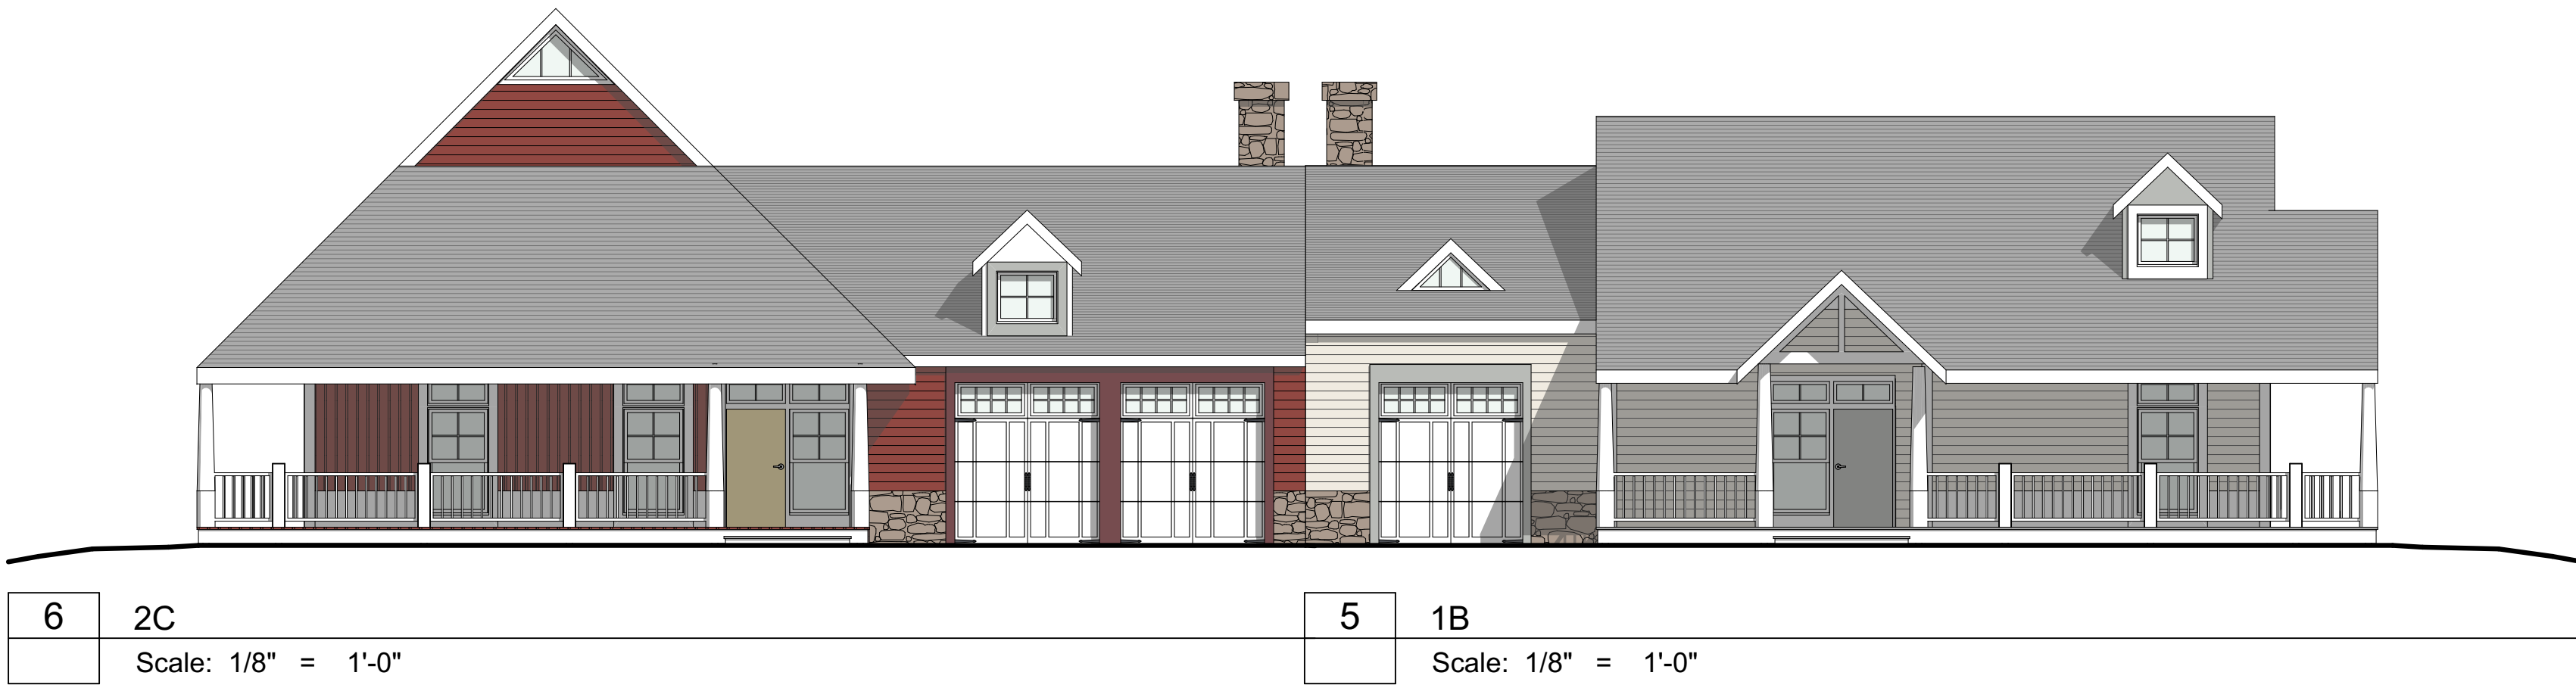 6 2C
Scale: 1/8" = 1'-0"
5 1B
Scale: 1/8" = 1'-0"